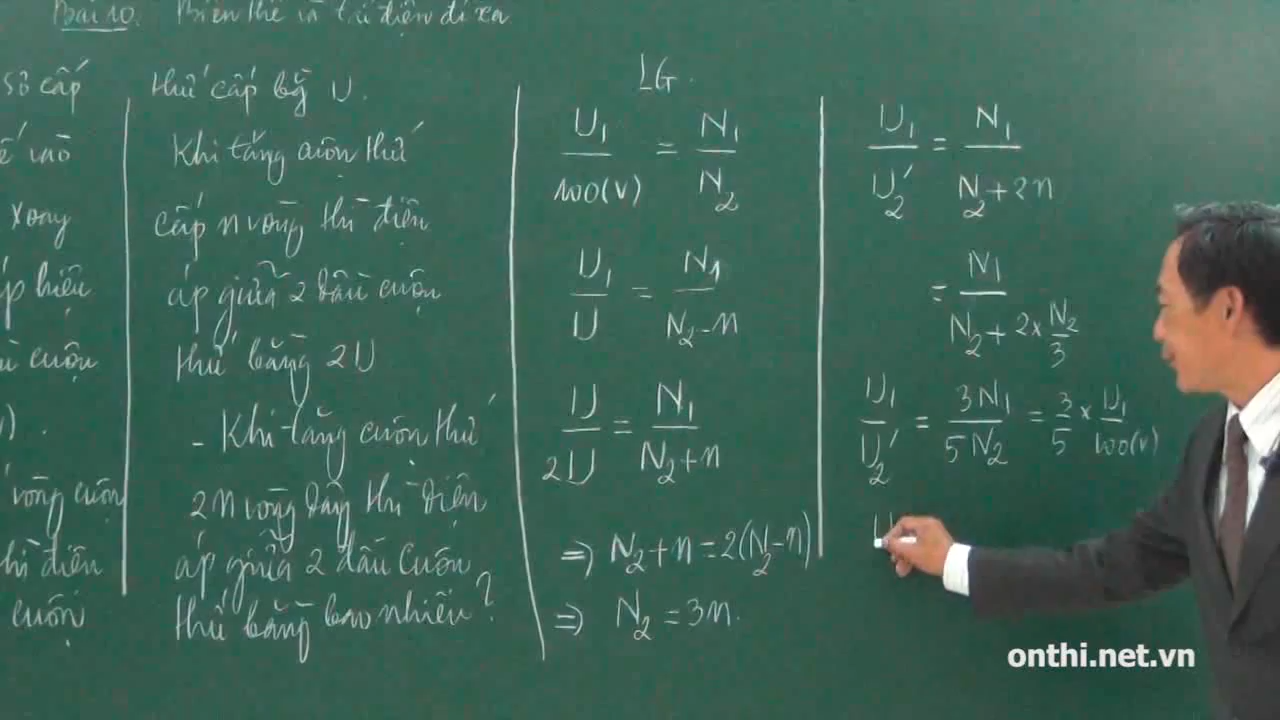 Bài 10. Biến thế và tải điện đi xa
sơ cấp
vào
xoay
hiệu
cuộn
vòng cuộn
điện
cuộn
thứ cấp bg U.
Khi tăng cuộn thứ
cấp n vòng thì điện
áp giữa 2 đầu cuộn
thứ bằng 2U
- Khi tăng cuộn thứ
2n vòng dây thì điện
áp giữa 2 đầu cuộn
thứ bằng bao nhiêu?
LG.
U₁/100(V) = N₁/N₂
U₁/U = N₁/(N₂-n)
U/2U = N₁/(N₂+n)
=> N₂+n = 2(N₂-n)
=> N₂ = 3n.
U₁/U₂' = N₁/(N₂+2n)
= N₁/(N₂+2×N₂/3)
U₁/U₂' = 3N₁/5N₂ = 3/5 × U₁/100(V)
onthi.net.vn